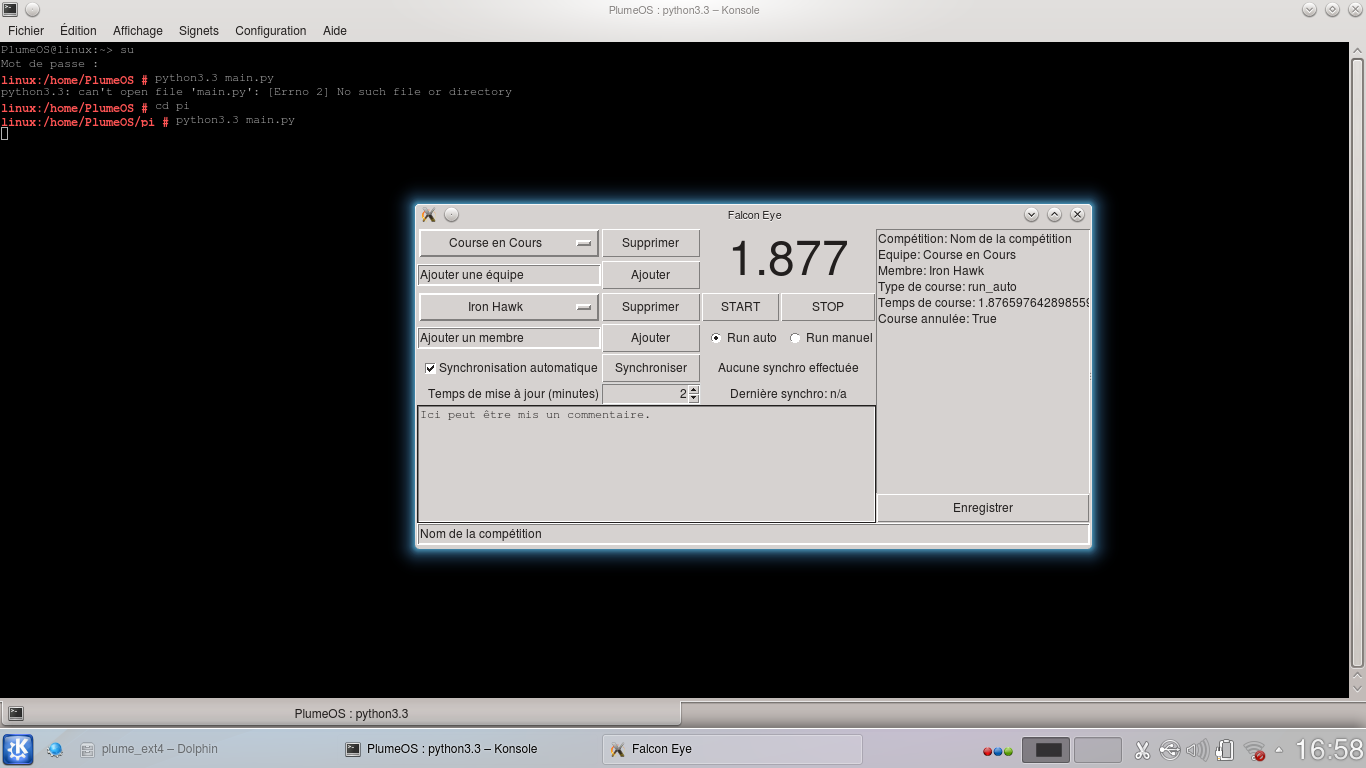 PlumeOS : python3.3 – Konsole
Fichier Édition Affichage Signets Configuration Aide
PlumeOS@linux:~> su
Mot de passe :
linux:/home/PlumeOS # python3.3 main.py
python3.3: can't open file 'main.py': [Errno 2] No such file or directory
linux:/home/PlumeOS # cd pi
linux:/home/PlumeOS/pi # python3.3 main.py
Falcon Eye
Course en Cours Supprimer
Ajouter une équipe Ajouter
1.877
Iron Hawk Supprimer START STOP
Ajouter un membre Ajouter Run auto Run manuel
Synchronisation automatique Synchroniser Aucune synchro effectuée
Temps de mise à jour (minutes) 2 Dernière synchro: n/a
Ici peut être mis un commentaire.
Compétition: Nom de la compétition
Equipe: Course en Cours
Membre: Iron Hawk
Type de course: run_auto
Temps de course: 1.876597642898559
Course annulée: True
Enregistrer
Nom de la compétition
PlumeOS : python3.3
plume_ext4 – Dolphin PlumeOS : python3.3 – Konsole Falcon Eye 16:58